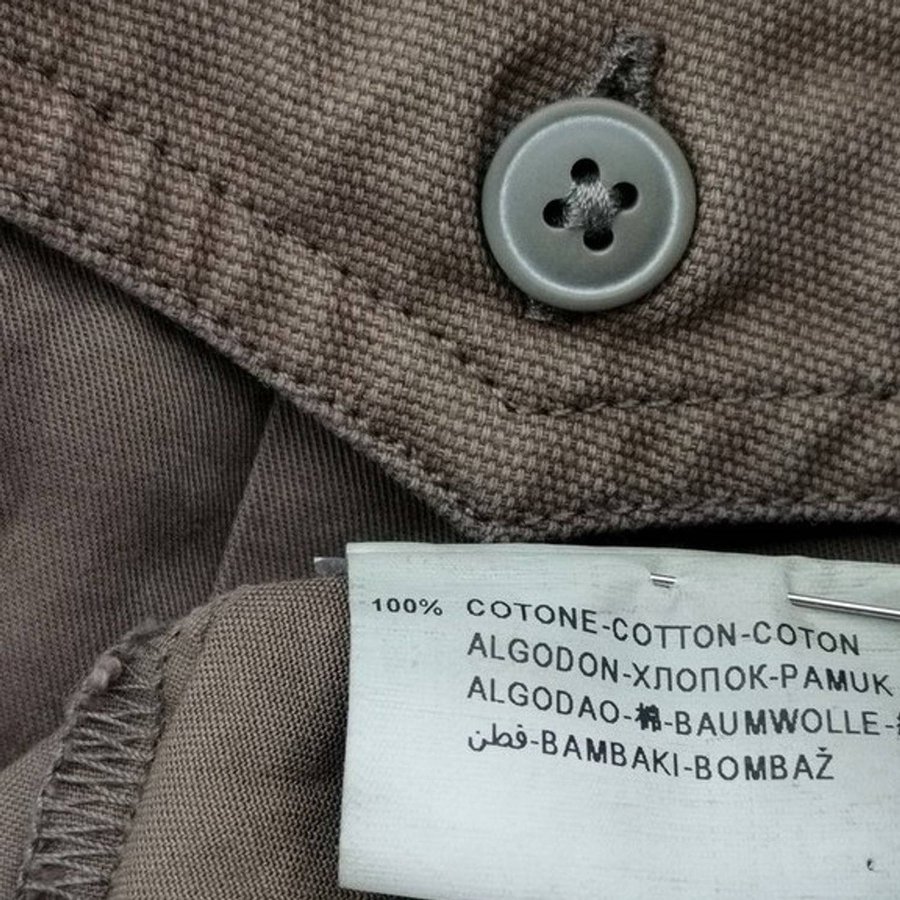 100% COTONE-COTTON-COTON
ALGODON-ХЛОПОК-PAMUK
ALGODAO-棉-BAUMWOLLE-
قطن-BAMBAKI-BOMBAŽ